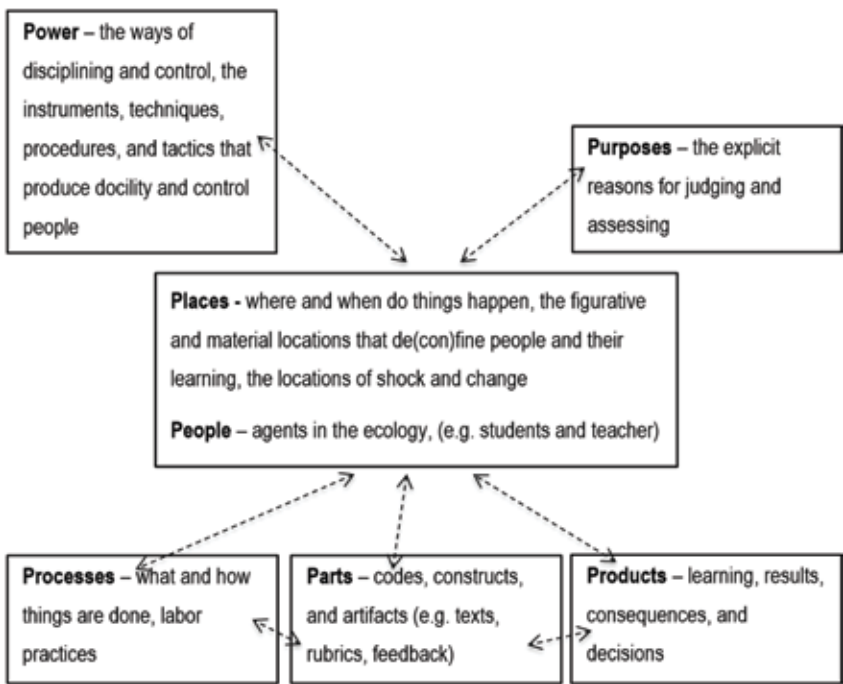 Power – the ways of
disciplining and control, the
instruments, techniques,
procedures, and tactics that
produce docility and control
people
Purposes – the explicit
reasons for judging and
assessing
Places - where and when do things happen, the figurative
and material locations that de(con)fine people and their
learning, the locations of shock and change
People – agents in the ecology, (e.g. students and teacher)
Processes – what and how
things are done, labor
practices
Parts – codes, constructs,
and artifacts (e.g. texts,
rubrics, feedback)
Products – learning, results,
consequences, and
decisions